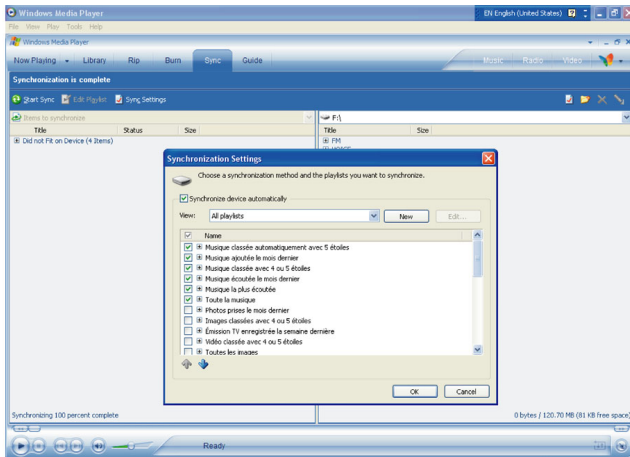 Windows Media Player
EN English (United States)
File View Play Tools Help
Windows Media Player
Now Playing Library Rip Burn Sync Guide Music Radio Video
Synchronization is complete
Start Sync Edit Playlist Sync Settings
Items to synchronize
F:\
Title Status Size
Title Size
Did not Fit on Device (4 Items)
FM
Synchronization Settings
Choose a synchronization method and the playlists you want to synchronize.
Synchronize device automatically
View: All playlists New Edit...
Name
Musique classée automatiquement avec 5 étoiles
Musique ajoutée le mois dernier
Musique classée avec 4 ou 5 étoiles
Musique écoutée le mois dernier
Musique la plus écoutée
Toute la musique
Photos prises le mois dernier
Images classées avec 4 ou 5 étoiles
Émission TV enregistrée la semaine dernière
Vidéo classée avec 4 ou 5 étoiles
Toutes les images
OK Cancel
Synchronizing 100 percent complete
0 bytes / 120.70 MB (81 KB free space)
Ready